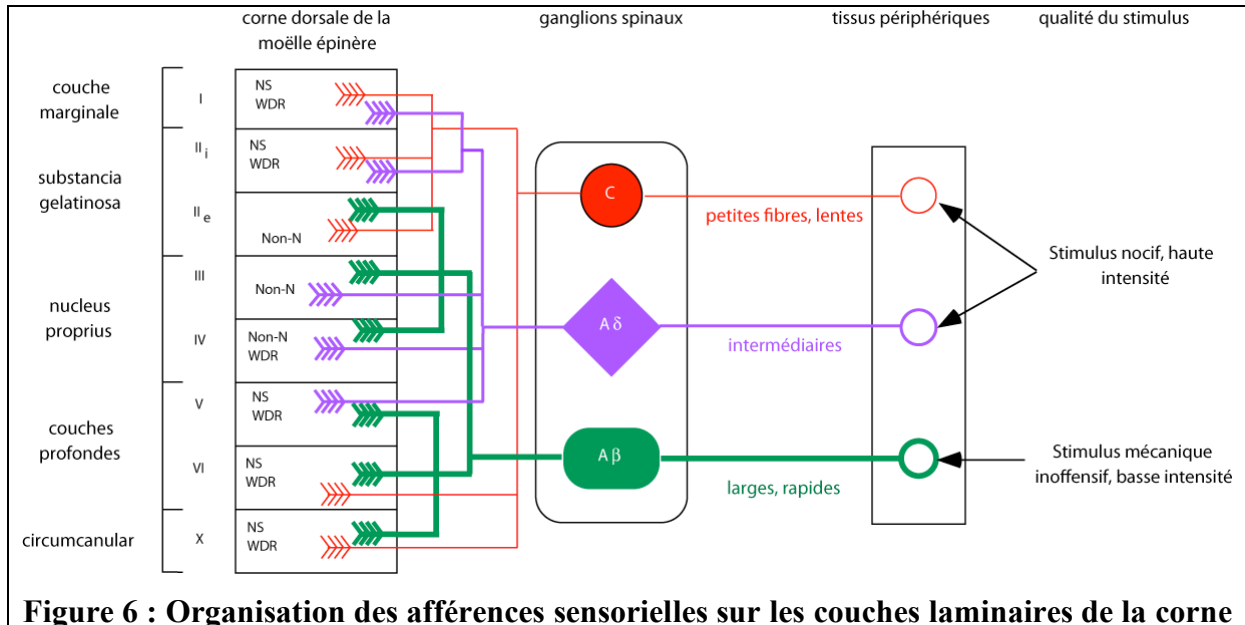 corne dorsale de la
moëlle épinère
ganglions spinaux
tissus périphériques
qualité du stimulus
couche
marginale
I
NS
WDR
substancia
gelatinosa
II i
NS
WDR
II e
Non-N
nucleus
proprius
III
Non-N
IV
Non-N
WDR
couches
profondes
V
NS
WDR
VI
NS
WDR
circumcanular
X
NS
WDR
C
petites fibres, lentes
A δ
intermédiaires
A β
larges, rapides
Stimulus nocif, haute
intensité
Stimulus mécanique
inoffensif, basse intensité
Figure 6 : Organisation des afférences sensorielles sur les couches laminaires de la corne